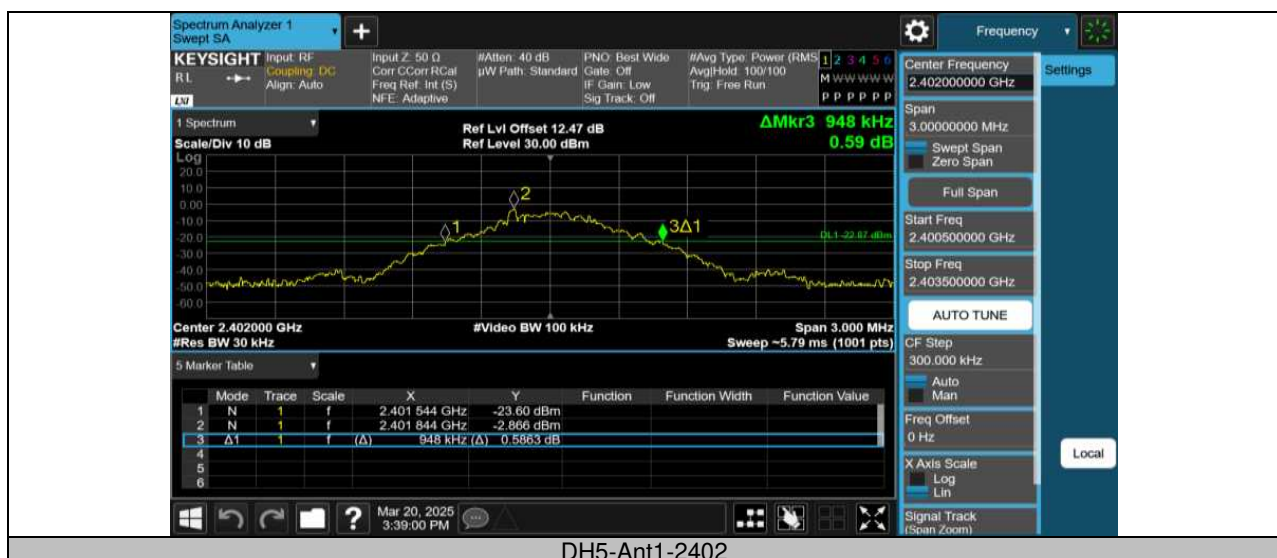 Spectrum Analyzer 1
Swept SA
Frequency
KEYSIGHT
RL
LXI
Input: RF
Coupling: DC
Align: Auto
Input Z: 50 Ω
Corr CCorr RCal
Freq Ref: Int (S)
NFE: Adaptive
#Atten: 40 dB
µW Path: Standard
PNO: Best Wide
Gate: Off
IF Gain: Low
Sig Track: Off
#Avg Type: Power (RMS
Avg|Hold: 100/100
Trig: Free Run
1 2 3 4 5 6
M W W W W W
P P P P P P
1 Spectrum
Scale/Div 10 dB
Log
Ref Lvl Offset 12.47 dB
Ref Level 30.00 dBm
ΔMkr3 948 kHz
0.59 dB
20.0
10.0
0.00
-10.0
-20.0
-30.0
-40.0
-50.0
-60.0
1
2
3Δ1
DL1 -22.87 dBm
Center 2.402000 GHz
#Video BW 100 kHz
Span 3.000 MHz
#Res BW 30 kHz
Sweep ~5.79 ms (1001 pts)
5 Marker Table
Mode Trace Scale X Y Function Function Width Function Value
1 N 1 f 2.401 544 GHz -23.60 dBm
2 N 1 f 2.401 844 GHz -2.866 dBm
3 Δ1 1 f (Δ) 948 kHz (Δ) 0.5863 dB
4
5
6
Mar 20, 2025
3:39:00 PM
Center Frequency
2.402000000 GHz
Span
3.00000000 MHz
Swept Span
Zero Span
Full Span
Start Freq
2.400500000 GHz
Stop Freq
2.403500000 GHz
AUTO TUNE
CF Step
300.000 kHz
Auto
Man
Freq Offset
0 Hz
X Axis Scale
Log
Lin
Signal Track
(Span Zoom)
Settings
Local
DH5-Ant1-2402